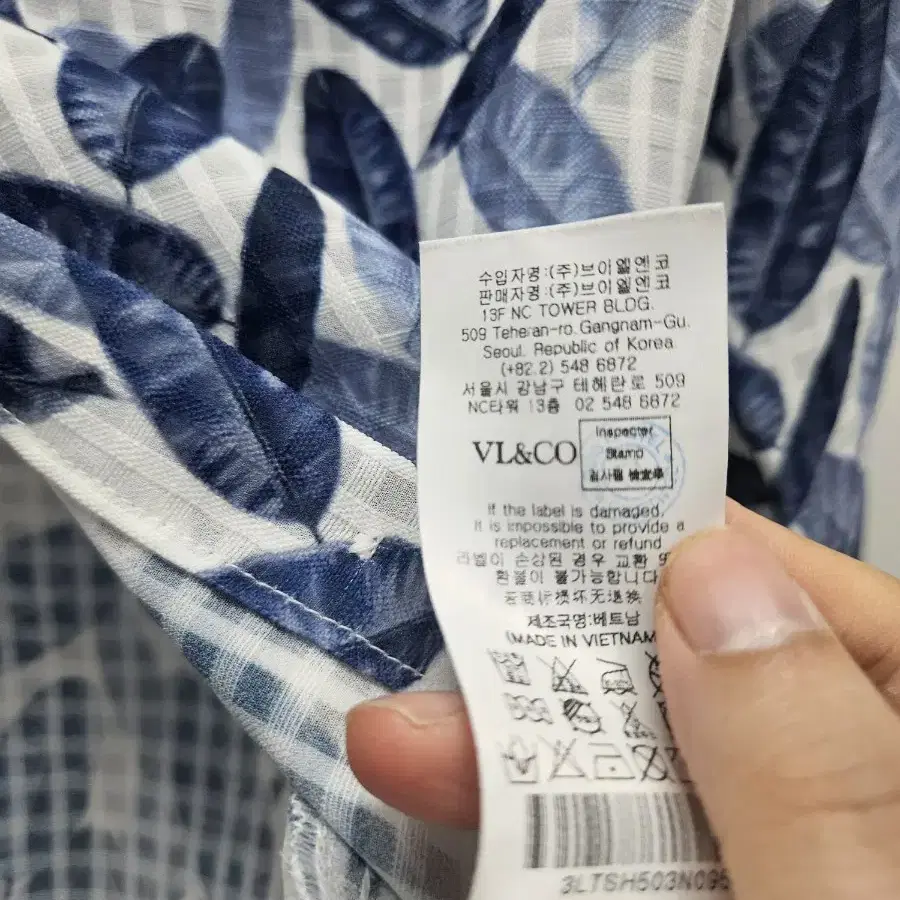 수입자명:(주)브이엘엔코
판매자명:(주)브이엘엔코
13F NC TOWER BLDG.
509 Teheran-ro Gangnam-Gu.
Seoul. Republic of Korea
(+82.2) 548 6872
서울시 강남구 테헤란로 509
NC타워 13층 02 548 6872
VL&CO
Inspecter
Stamp
검사필
If the label is damaged,
It is impossible to provide a
replacement or refund
라벨이 손상된 경우 교환
환불이 불가능합니다
제조국명:베트남
(MADE IN VIETNAM
3LTSH503N095